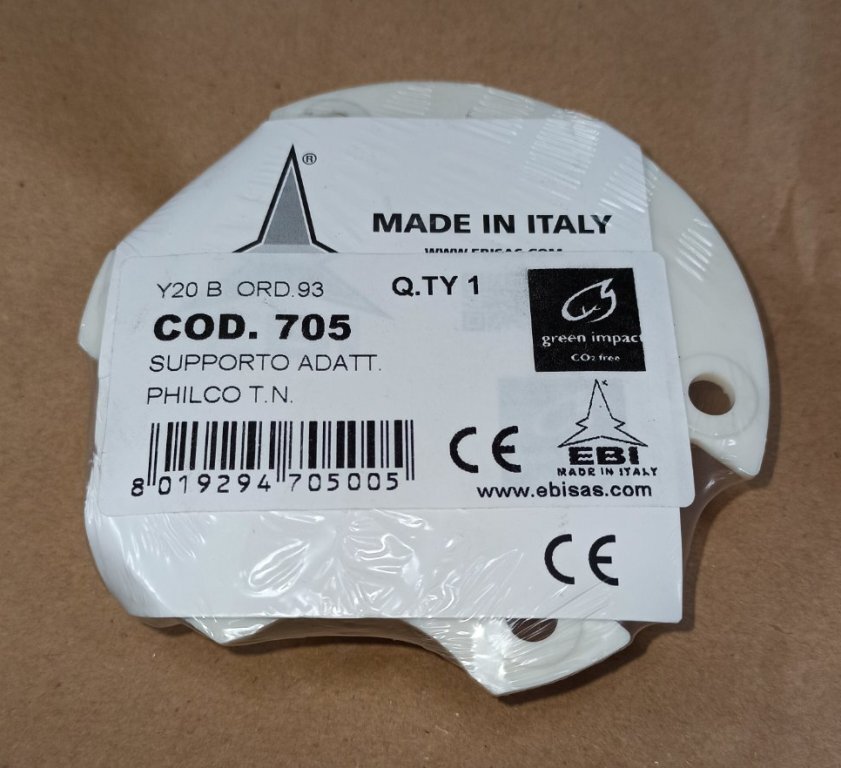 ®
MADE IN ITALY
WWW.EBISAS.COM
Y20 B ORD.93
Q.TY 1
COD. 705
SUPPORTO ADATT.
PHILCO T.N.
green impact
CO2 free
8 019294 705005
CE
EBI
MADE IN ITALY
www.ebisas.com
CE